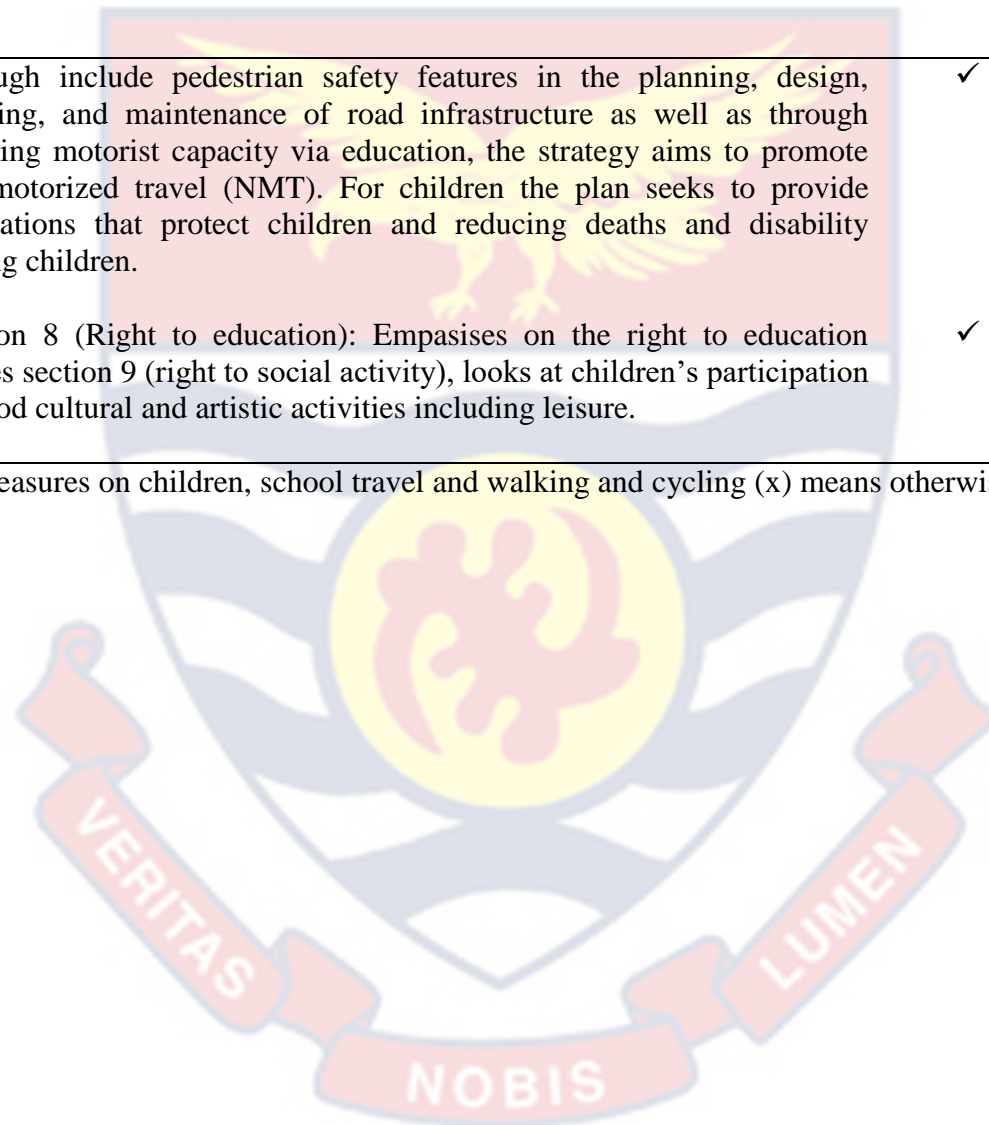 ugh include pedestrian safety features in the planning, design, ✓
ing, and maintenance of road infrastructure as well as through
ing motorist capacity via education, the strategy aims to promote
motorized travel (NMT). For children the plan seeks to provide
ations that protect children and reducing deaths and disability
g children.
on 8 (Right to education): Empasises on the right to education ✓
es section 9 (right to social activity), looks at children’s participation
od cultural and artistic activities including leisure.
easures on children, school travel and walking and cycling (x) means otherwis
VERITAS
NOBIS
LUMEN